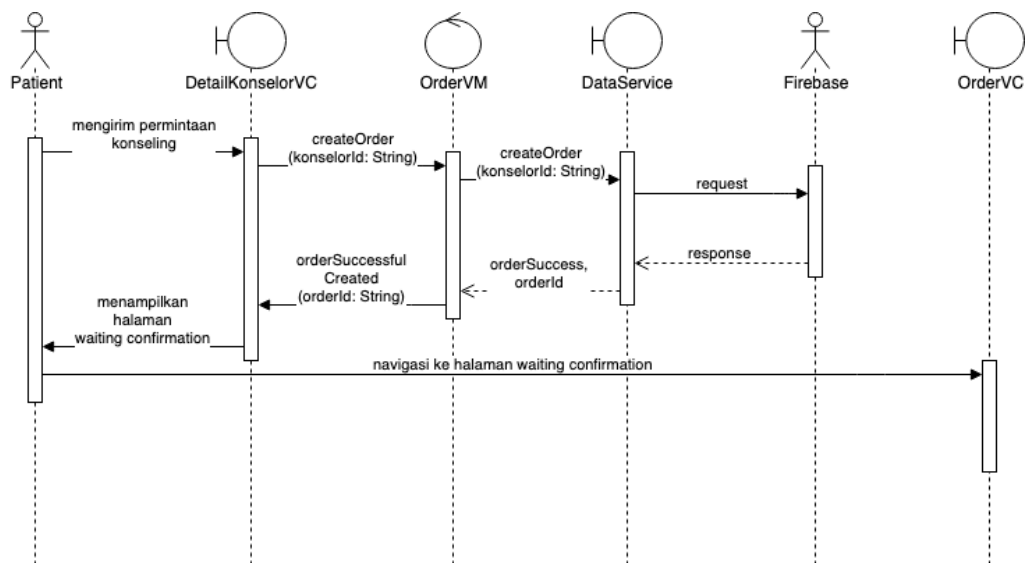 Patient
DetailKonselorVC
OrderVM
DataService
Firebase
OrderVC
mengirim permintaan
konseling
createOrder
(konselorId: String)
createOrder
(konselorId: String)
request
response
orderSuccess,
orderId
orderSuccessful
Created
(orderId: String)
menampilkan
halaman
waiting confirmation
navigasi ke halaman waiting confirmation